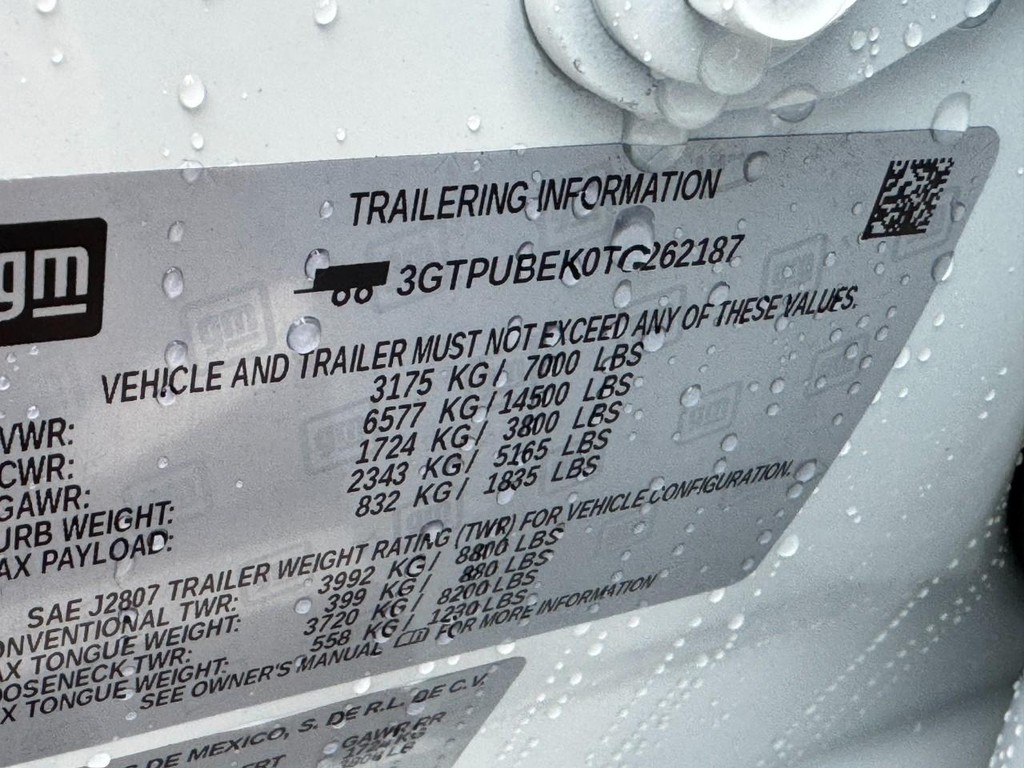 gm
TRAILERING INFORMATION
3GTPUBEK0TG262187
VEHICLE AND TRAILER MUST NOT EXCEED ANY OF THESE VALUES.
VWR: 3175 KG/ 7000 LBS
CWR: 6577 KG/14500 LBS
GAWR: 1724 KG/ 3800 LBS
URB WEIGHT: 2343 KG/ 5165 LBS
AX PAYLOAD: 832 KG/ 1835 LBS
SAE J2807 TRAILER WEIGHT RATING (TWR) FOR VEHICLE CONFIGURATION.
ONVENTIONAL TWR: 3992 KG/ 8800 LBS
AX TONGUE WEIGHT: 399 KG/ 880 LBS
OOSENECK TWR: 3720 KG/ 8200 LBS
X TONGUE WEIGHT: 558 KG/ 1230 LBS
SEE OWNER'S MANUAL FOR MORE INFORMATION
DE MEXICO, S. DE R.L. DE C.V.
GAWR RR